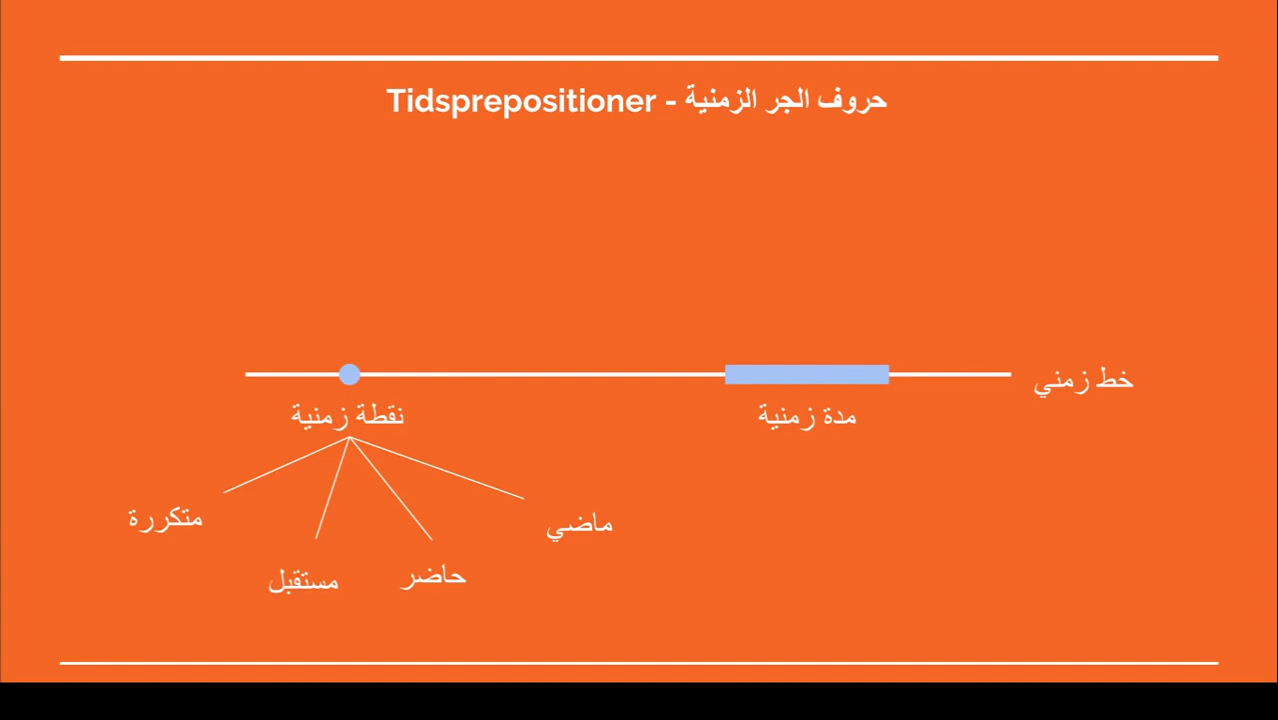 Tidsprepositioner - حروف الجر الزمنية
خط زمني
مدة زمنية
نقطة زمنية
ماضي
حاضر
مستقبل
متكررة